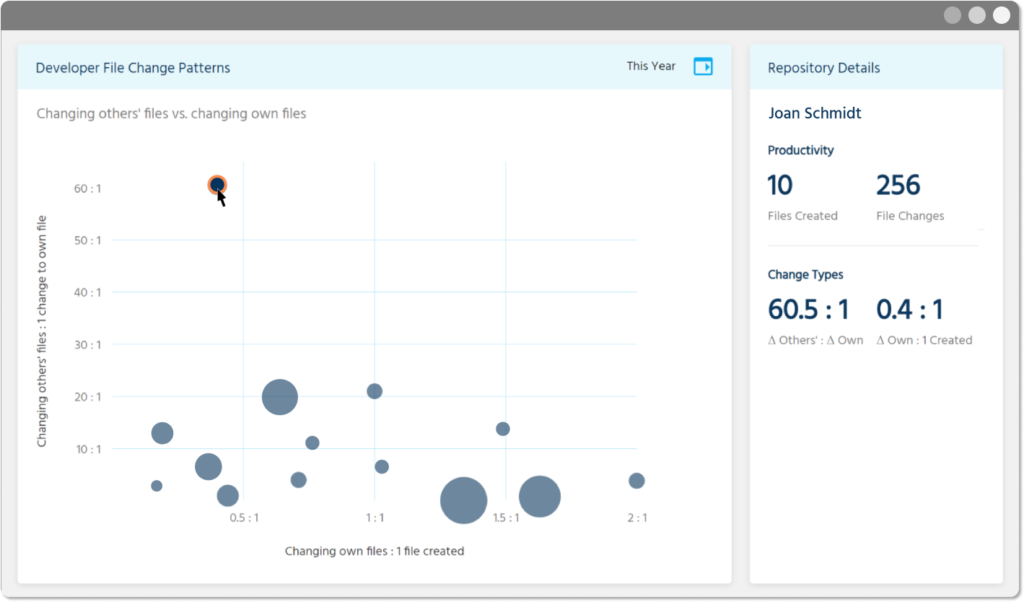 Developer File Change Patterns
This Year
Changing others' files vs. changing own files
Changing others' files : 1 change to own file
60 : 1
50 : 1
40 : 1
30 : 1
20 : 1
10 : 1
0.5 : 1
1 : 1
1.5 : 1
2 : 1
Changing own files : 1 file created
Repository Details
Joan Schmidt
Productivity
10
256
Files Created
File Changes
Change Types
60.5 : 1
0.4 : 1
Δ Others' : Δ Own
Δ Own : 1 Created